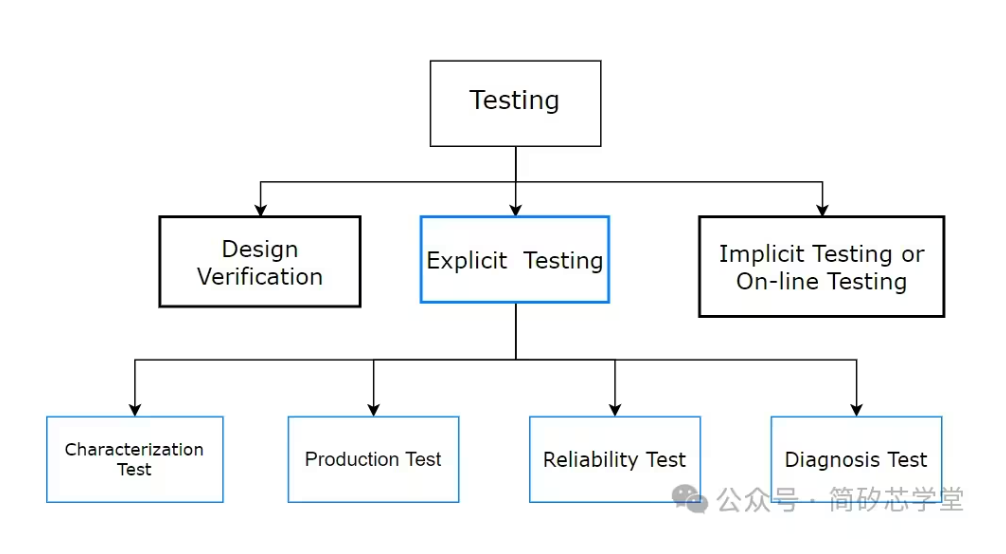 Testing
Design
Verification
Explicit Testing
Implicit Testing or
On-line Testing
Characterization
Test
Production Test
Reliability Test
Diagnosis Test
公众号 · 简矽芯学堂